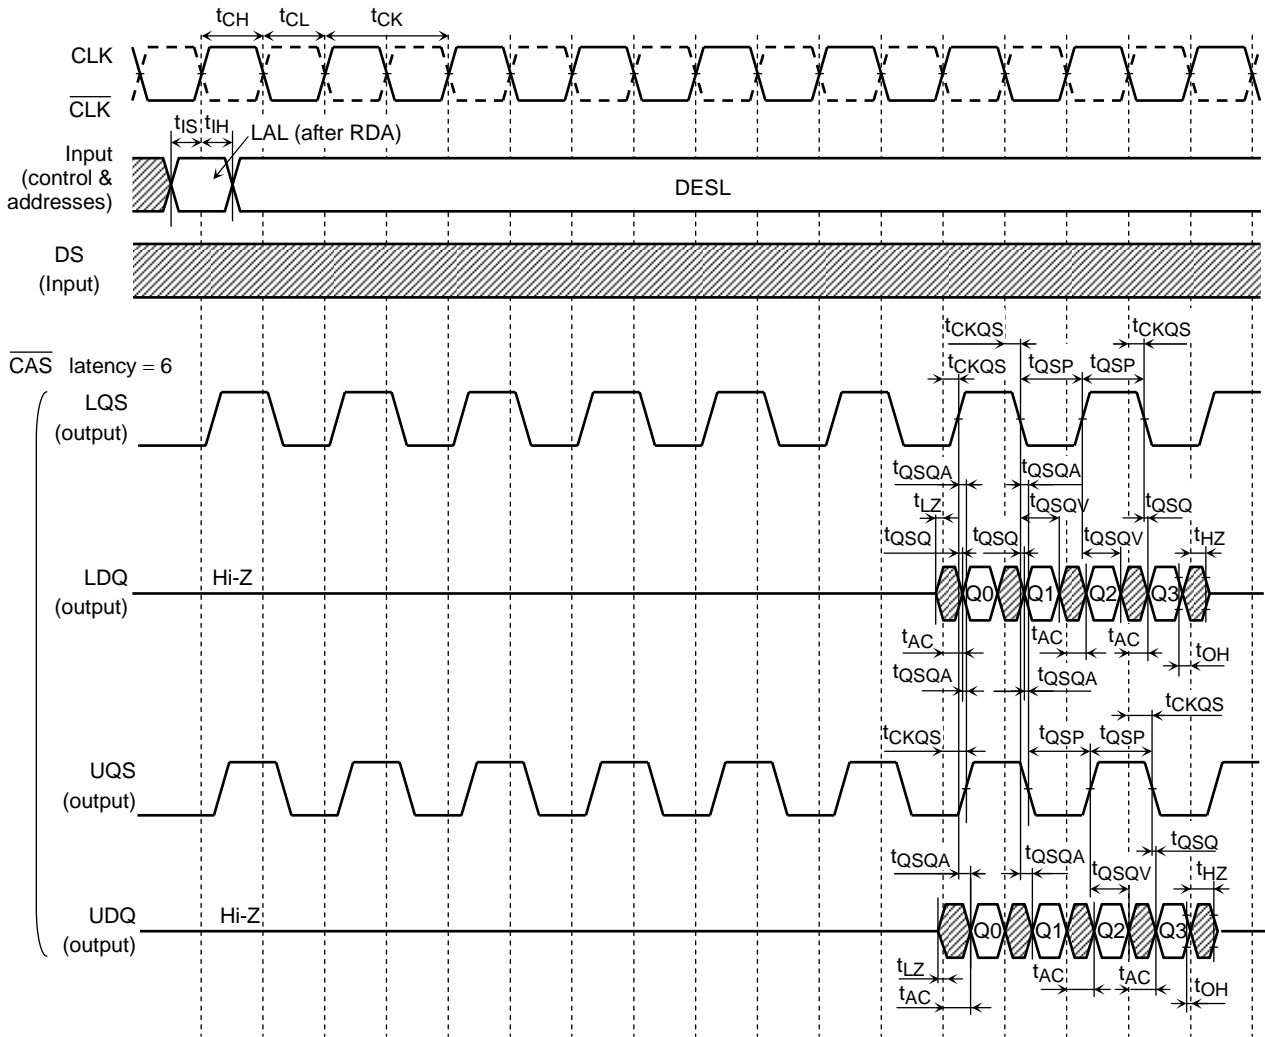 tCH tCL tCK
CLK
CLK
tIS tIH LAL (after RDA)
Input
(control &
addresses)
DESL
DS
(Input)
tCKQS tCKQS
CAS latency = 6
tCKQS tQSP tQSP
LQS
(output)
tQSQA tQSQA
tLZ tQSQV tQSQ
tQSQ tQSQ tQSQV tHZ
LDQ
(output)
Hi-Z
Q0 Q1 Q2 Q3
tAC tAC tAC tOH
tQSQA tQSQA
tCKQS
tCKQS tQSP tQSP
UQS
(output)
tQSQ
tQSQA tQSQA tQSQV tHZ
UDQ
(output)
Hi-Z
Q0 Q1 Q2 Q3
tLZ tAC tAC tOH
tAC